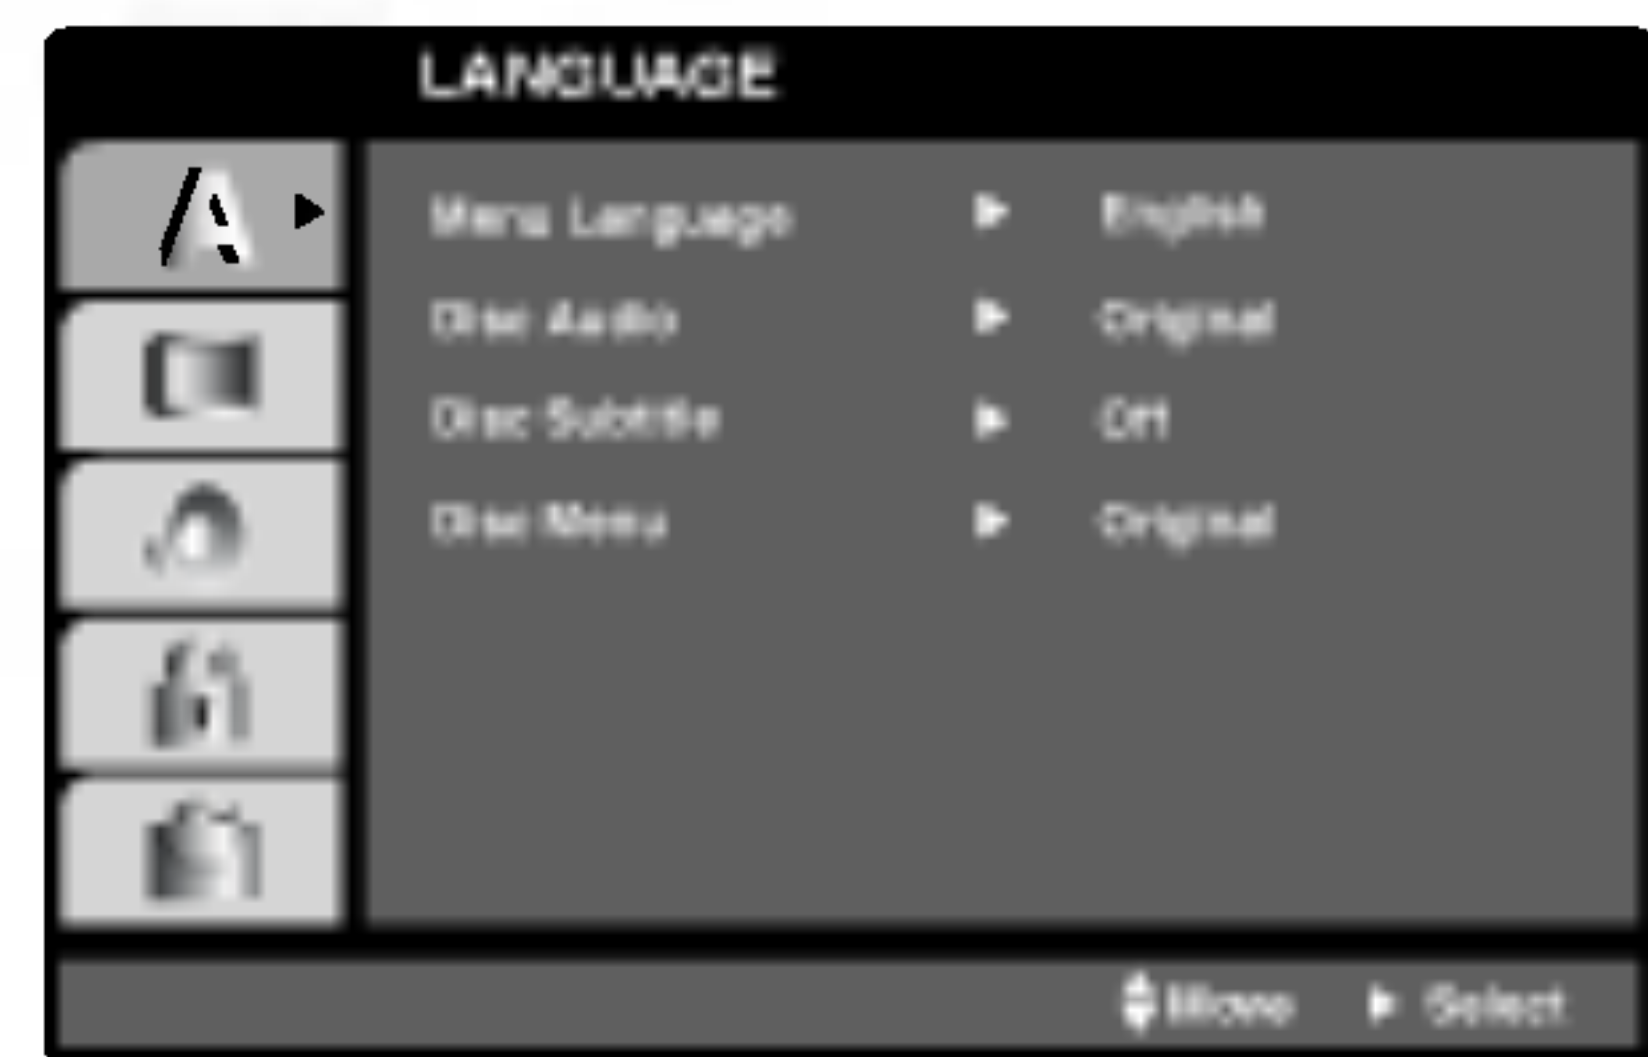 LANGUAGE
Menu Language ► English
Disc Audio ► Original
Disc Subtitle ► Off
Disc Menu ► Original
Move ► Select